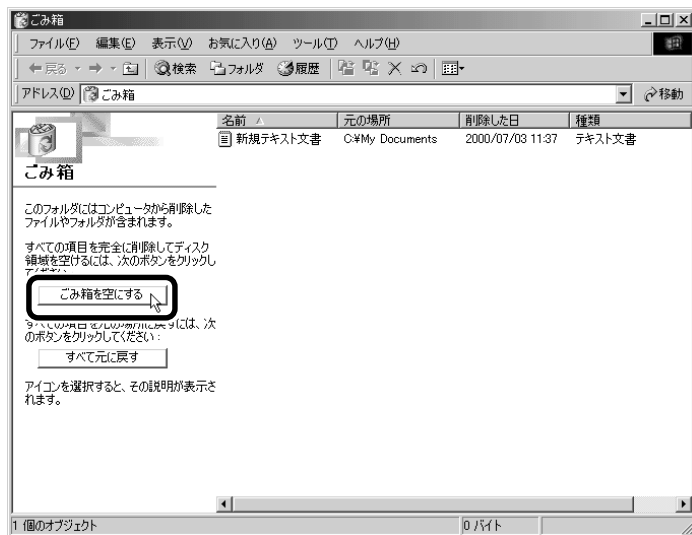 ごみ箱
ファイル(F) 編集(E) 表示(V) お気に入り(A) ツール(T) ヘルプ(H)
戻る 検索 フォルダ 履歴
アドレス(D) ごみ箱 移動
名前 元の場所 削除した日 種類
新規テキスト文書 C:¥My Documents 2000/07/03 11:37 テキスト文書
ごみ箱
このフォルダにはコンピュータから削除した
ファイルやフォルダが含まれます。
すべての項目を完全に削除してディスク
領域を空けるには、次のボタンをクリックし
てください
ごみ箱を空にする
すべての項目を元の場所に戻すには、次
のボタンをクリックしてください:
すべて元に戻す
アイコンを選択すると、その説明が表示さ
れます。
1 個のオブジェクト 0 バイト